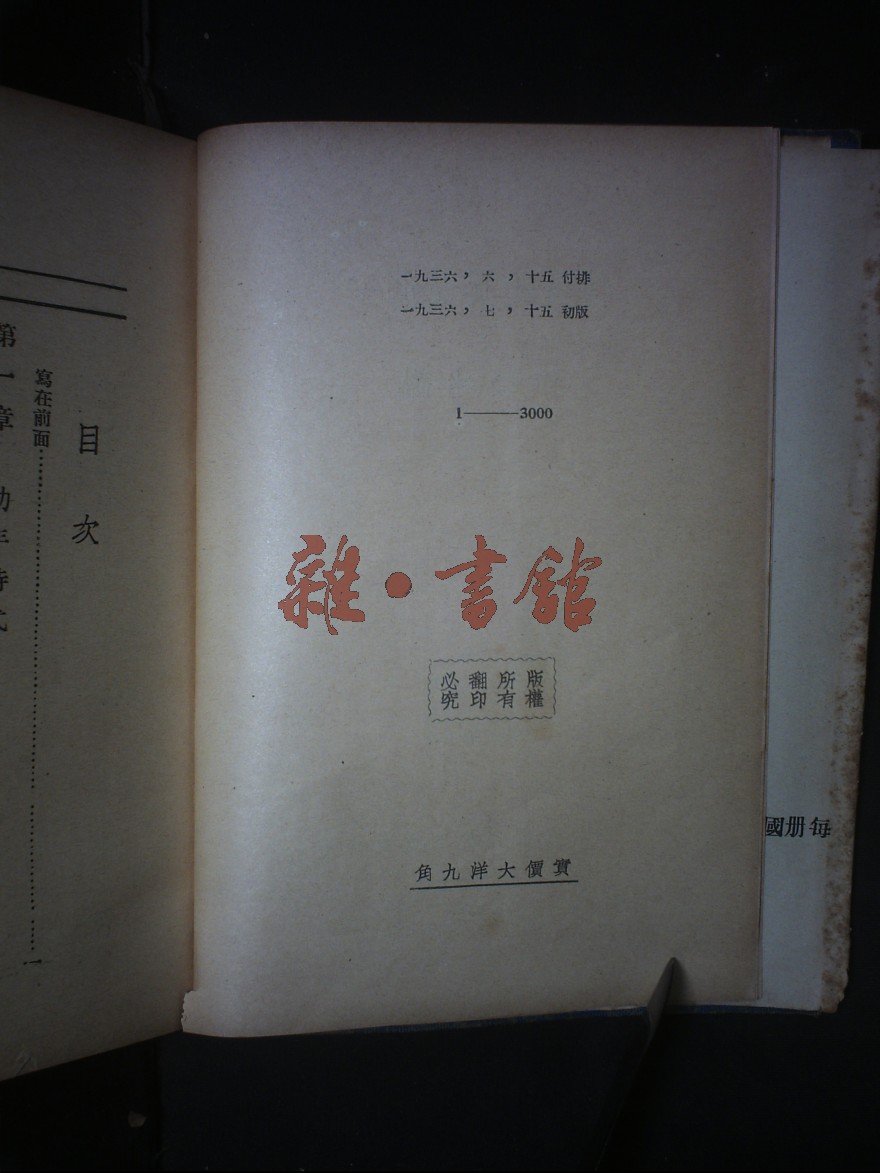 一九三六，六，十五 付排
一九三六，七，十五 初版
1———3000
雜·書館
版權
所有
翻印
必究
實價大洋九角
每册國
目次
寫在前面……………………一
第一章